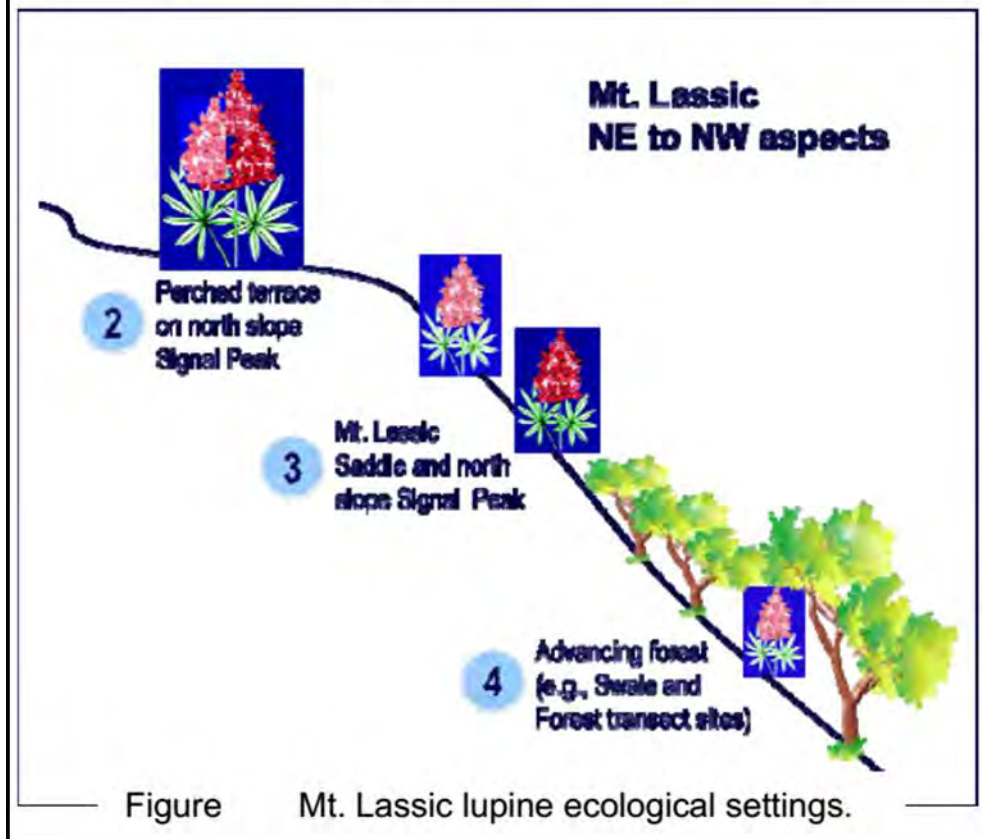 Mt. Lassic
NE to NW aspects
2
Perched terrace
on north slope
Signal Peak
3
Mt. Lassic
Saddle and north
slope Signal Peak
4
Advancing forest
(e.g., Swale and
Forest transect sites)
Figure Mt. Lassic lupine ecological settings.